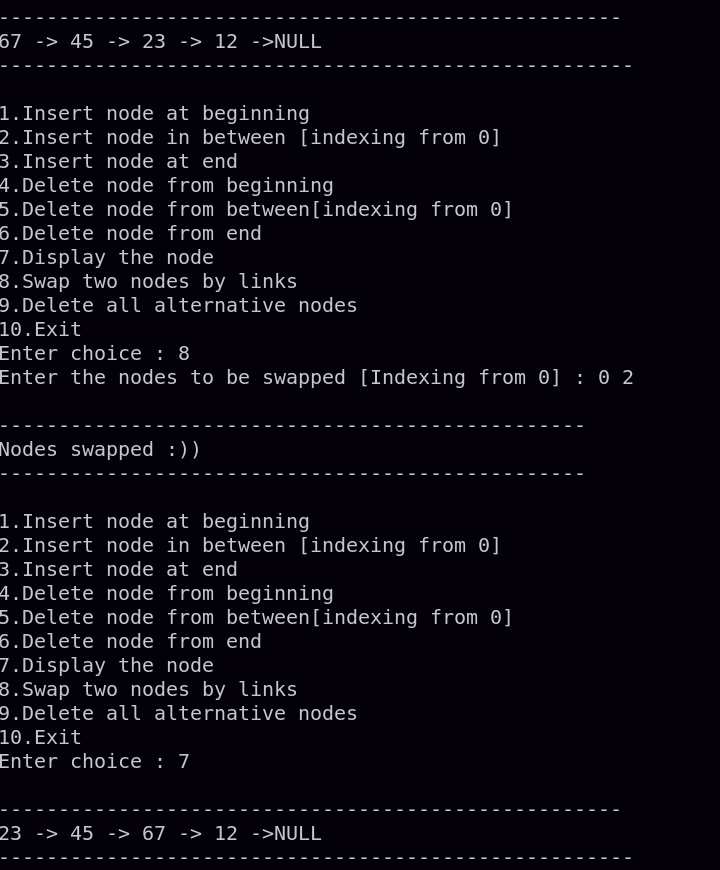 ----------------------------------------------------
67 -> 45 -> 23 -> 12 ->NULL
-----------------------------------------------------
1.Insert node at beginning
2.Insert node in between [indexing from 0]
3.Insert node at end
4.Delete node from beginning
5.Delete node from between[indexing from 0]
6.Delete node from end
7.Display the node
8.Swap two nodes by links
9.Delete all alternative nodes
10.Exit
Enter choice : 8
Enter the nodes to be swapped [Indexing from 0] : 0 2
-------------------------------------------------
Nodes swapped :))
-------------------------------------------------
1.Insert node at beginning
2.Insert node in between [indexing from 0]
3.Insert node at end
4.Delete node from beginning
5.Delete node from between[indexing from 0]
6.Delete node from end
7.Display the node
8.Swap two nodes by links
9.Delete all alternative nodes
10.Exit
Enter choice : 7
----------------------------------------------------
23 -> 45 -> 67 -> 12 ->NULL
-----------------------------------------------------